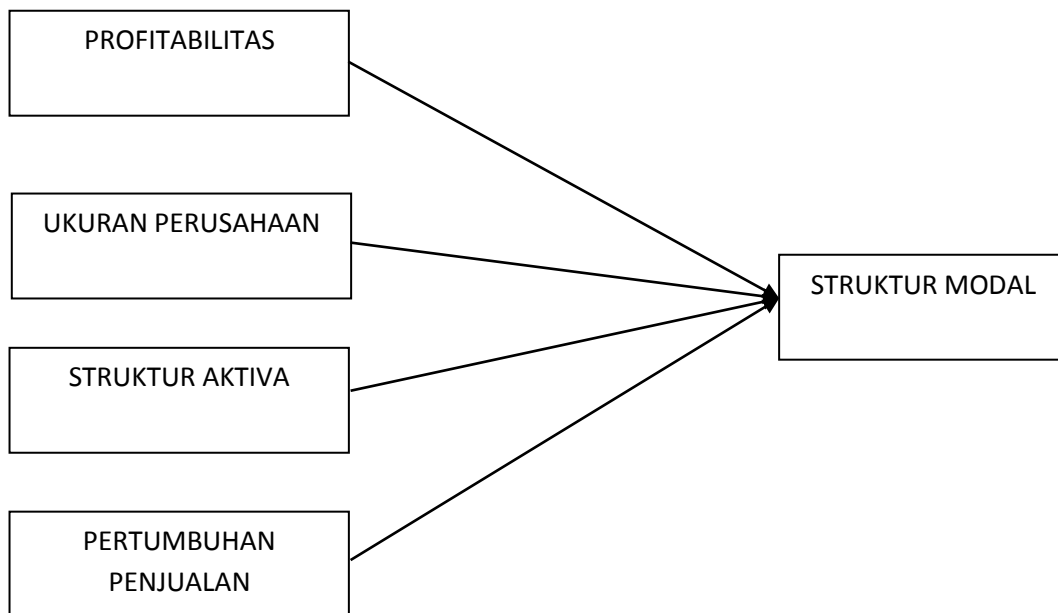 PROFITABILITAS
UKURAN PERUSAHAAN
STRUKTUR MODAL
STRUKTUR AKTIVA
PERTUMBUHAN
PENJUALAN